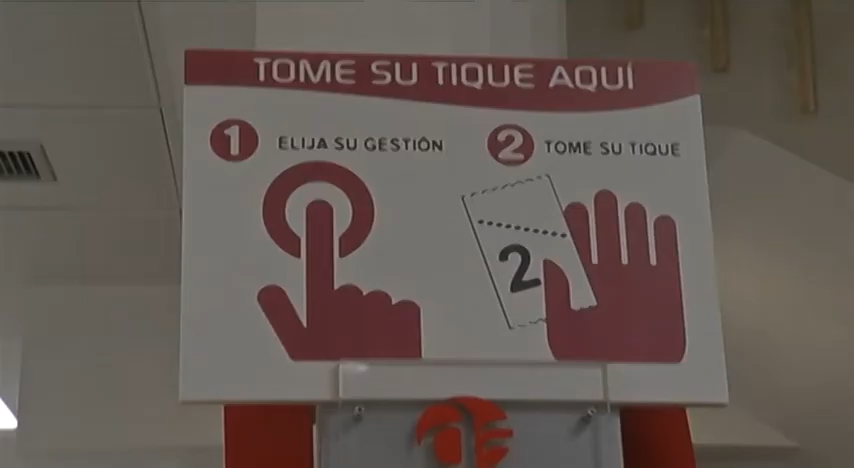 TOME SU TIQUE AQUÍ
1 ELIJA SU GESTIÓN
2 TOME SU TIQUE
2